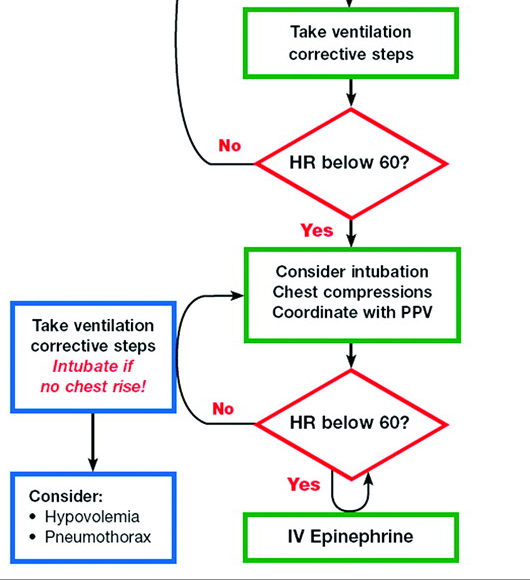 Take ventilation
corrective steps
HR below 60?
No
Yes
Consider intubation
Chest compressions
Coordinate with PPV
Take ventilation
corrective steps
Intubate if
no chest rise!
HR below 60?
No
Yes
Consider:
• Hypovolemia
• Pneumothorax
IV Epinephrine